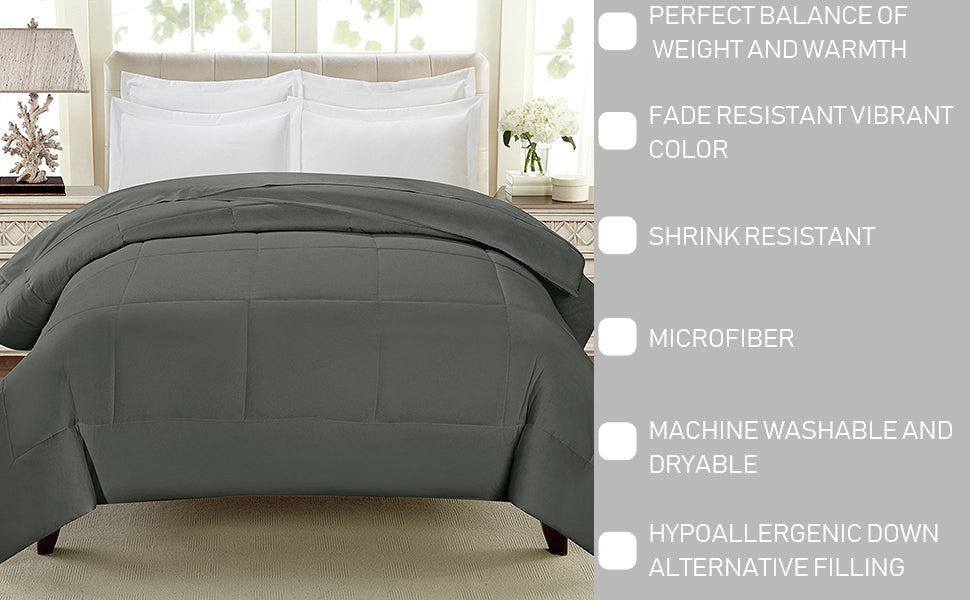 PERFECT BALANCE OF
WEIGHT AND WARMTH
FADE RESISTANT VIBRANT
COLOR
SHRINK RESISTANT
MICROFIBER
MACHINE WASHABLE AND
DRYABLE
HYPOALLERGENIC DOWN
ALTERNATIVE FILLING